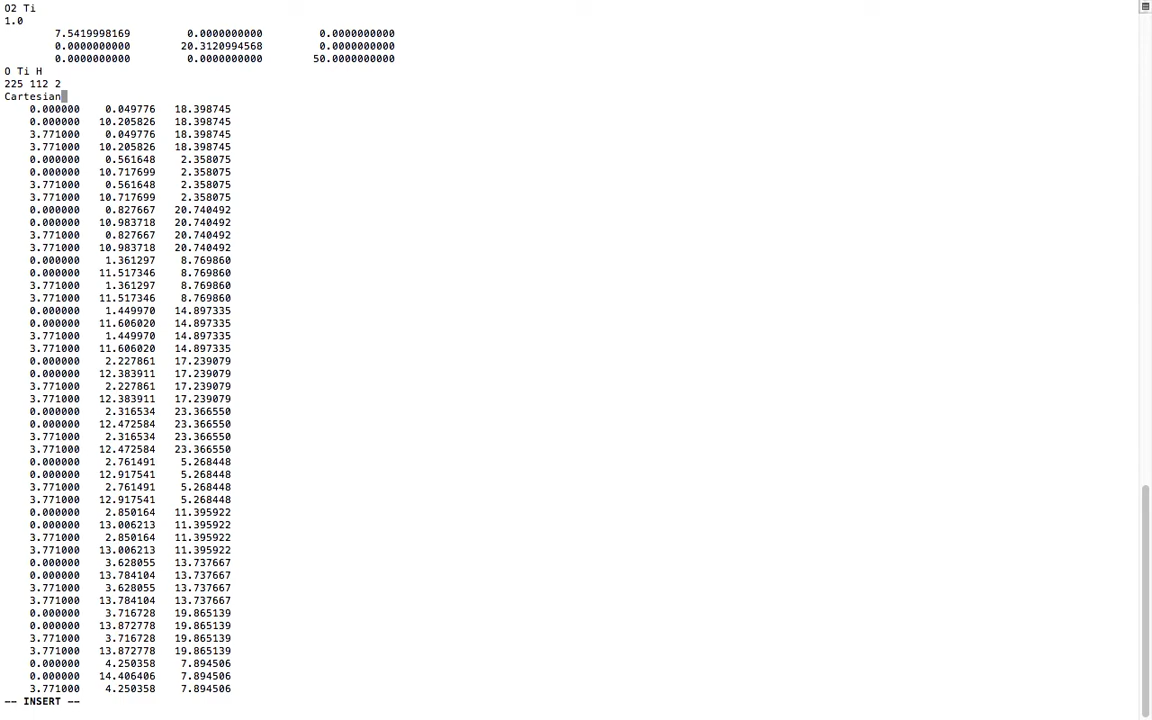 O2 Ti
1.0
7.5419998169 0.0000000000 0.0000000000
0.0000000000 20.3120994568 0.0000000000
0.0000000000 0.0000000000 50.0000000000
O Ti H
225 112 2
Cartesian
0.000000 0.049776 18.398745
0.000000 10.205826 18.398745
3.771000 0.049776 18.398745
3.771000 10.205826 18.398745
0.000000 0.561648 2.358075
0.000000 10.717699 2.358075
3.771000 0.561648 2.358075
3.771000 10.717699 2.358075
0.000000 0.827667 20.740492
0.000000 10.983718 20.740492
3.771000 0.827667 20.740492
3.771000 10.983718 20.740492
0.000000 1.361297 8.769860
0.000000 11.517346 8.769860
3.771000 1.361297 8.769860
3.771000 11.517346 8.769860
0.000000 1.449970 14.897335
0.000000 11.606020 14.897335
3.771000 1.449970 14.897335
3.771000 11.606020 14.897335
0.000000 2.227861 17.239079
0.000000 12.383911 17.239079
3.771000 2.227861 17.239079
3.771000 12.383911 17.239079
0.000000 2.316534 23.366550
0.000000 12.472584 23.366550
3.771000 2.316534 23.366550
3.771000 12.472584 23.366550
0.000000 2.761491 5.268448
0.000000 12.917541 5.268448
3.771000 2.761491 5.268448
3.771000 12.917541 5.268448
0.000000 2.850164 11.395922
0.000000 13.006213 11.395922
3.771000 2.850164 11.395922
3.771000 13.006213 11.395922
0.000000 3.628055 13.737667
0.000000 13.784104 13.737667
3.771000 3.628055 13.737667
3.771000 13.784104 13.737667
0.000000 3.716728 19.865139
0.000000 13.872778 19.865139
3.771000 3.716728 19.865139
3.771000 13.872778 19.865139
0.000000 4.250358 7.894506
0.000000 14.406406 7.894506
3.771000 4.250358 7.894506
-- INSERT --